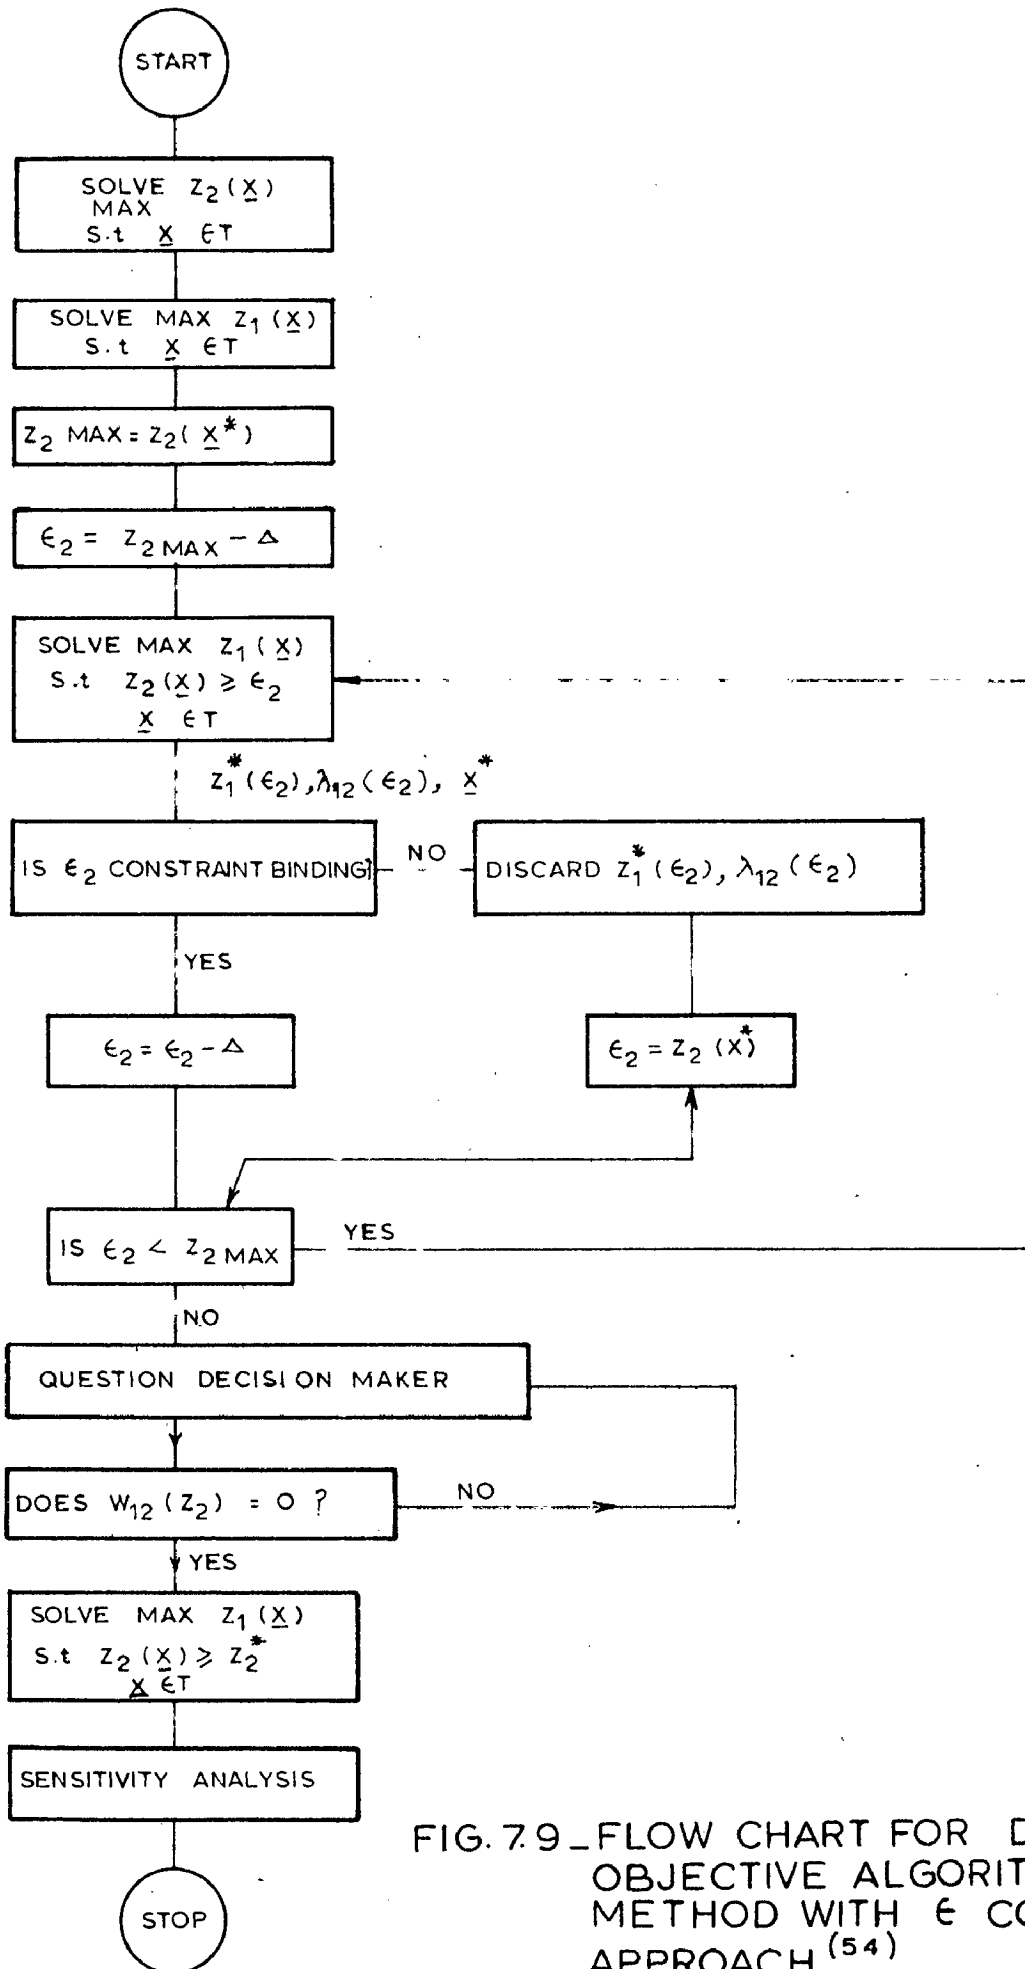 START
SOLVE Z₂(X̲)
MAX
S.t X̲ ∈T
SOLVE MAX Z₁(X̲)
S.t X̲ ∈T
Z₂ MAX = Z₂(X̲*)
∈₂ = Z₂ MAX − Δ
SOLVE MAX Z₁(X̲)
S.t Z₂(X̲) ≥ ∈₂
X̲ ∈T
Z₁*(∈₂), λ₁₂(∈₂), X̲*
IS ∈₂ CONSTRAINT BINDING?
NO
DISCARD Z₁*(∈₂), λ₁₂(∈₂)
YES
∈₂ = ∈₂ − Δ
∈₂ = Z₂(X*)
IS ∈₂ < Z₂ MAX
YES
NO
QUESTION DECISION MAKER
DOES W₁₂(Z₂) = 0 ?
NO
YES
SOLVE MAX Z₁(X̲)
S.t Z₂(X̲) ≥ Z₂*
X̲ ∈T
SENSITIVITY ANALYSIS
STOP
FIG. 7.9_FLOW CHART FOR D
OBJECTIVE ALGORIT
METHOD WITH ∈ CO
APPROACH (54)